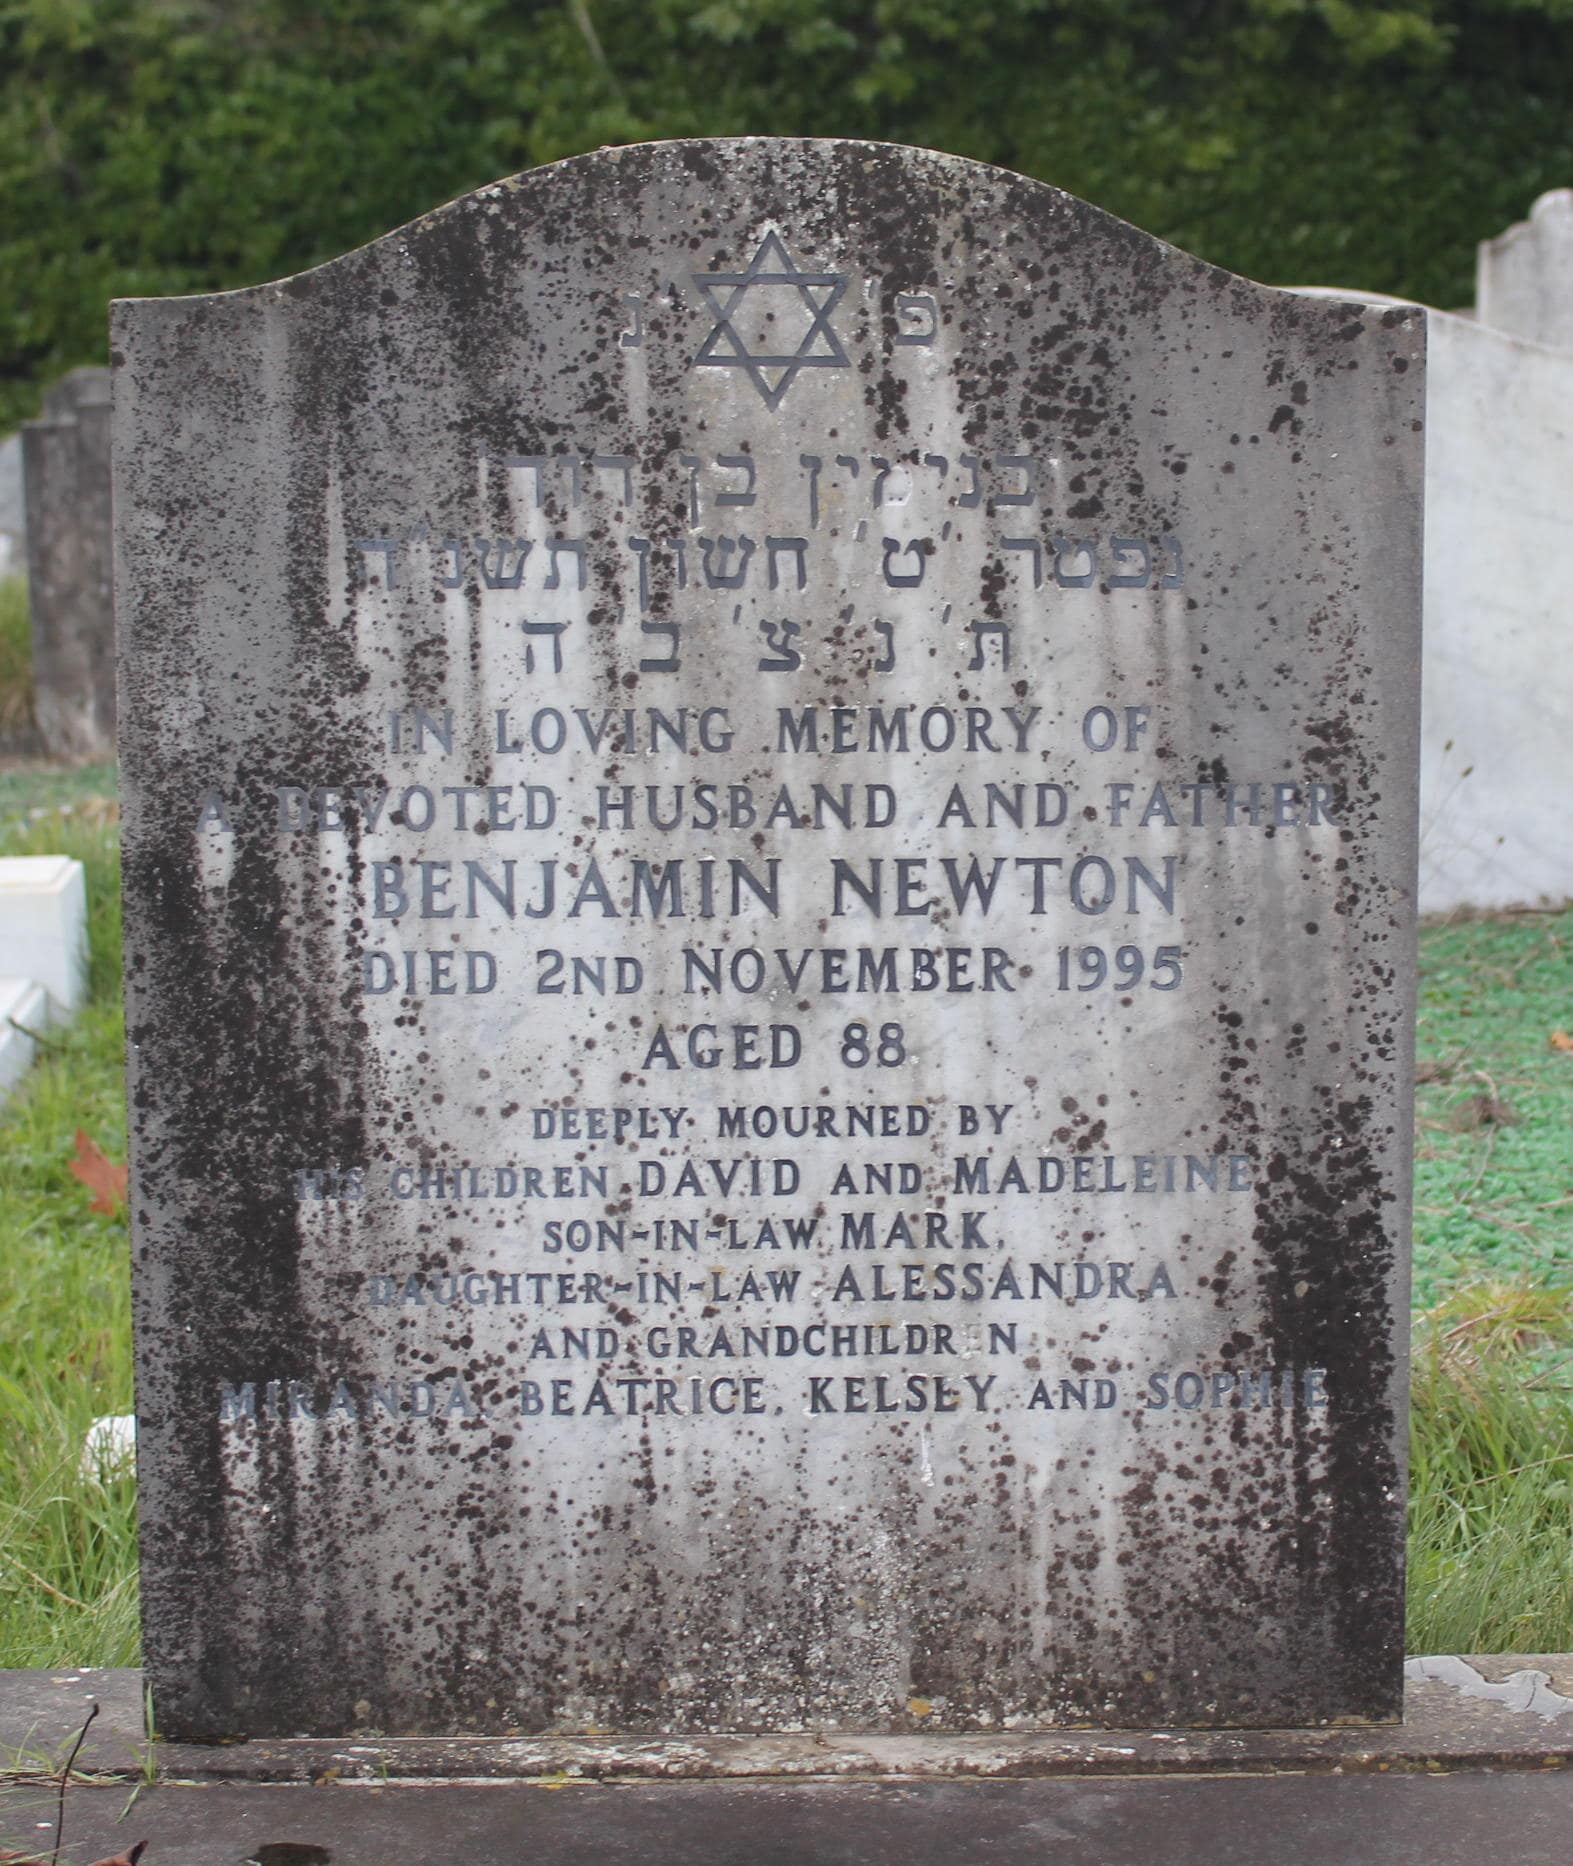 פ' נ
בנימין בן דוד
נפטר ט' חשון תשנ'ה
ת' נ' צ' ב' ה
IN LOVING MEMORY OF
A DEVOTED HUSBAND AND FATHER
BENJAMIN NEWTON
DIED 2ND NOVEMBER 1995
AGED 88
DEEPLY MOURNED BY
HIS CHILDREN DAVID AND MADELEINE
SON-IN-LAW MARK,
DAUGHTER-IN-LAW ALESSANDRA
AND GRANDCHILDREN
MIRANDA, BEATRICE, KELSEY AND SOPHIE